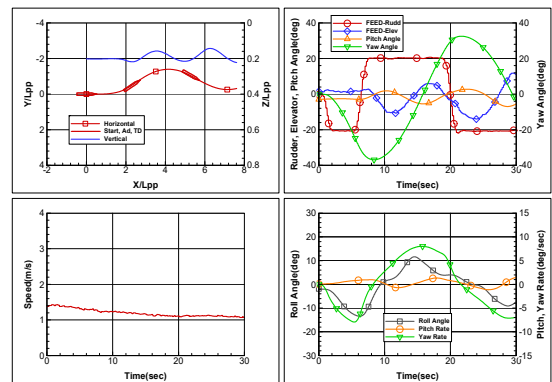 -4
-2
0
2
4
Y/Lpp
0
0.2
0.4
0.6
0.8
Z/Lpp
Horizontal
Start, Ad, TD
Vertical
-2 0 2 4 6 8
X/Lpp
40
20
0
-20
-40
Rudder, Elevator, Pitch Angle(deg)
Yaw Angle(deg)
FEED-Rudd
FEED-Elev
Pitch Angle
Yaw Angle
0 10 20 30
Time(sec)
4
3
2
1
0
Speed(m/s)
0 10 20 30
Time(sec)
30
20
10
0
-10
-20
-30
Roll Angle(deg)
15
10
5
0
-5
-10
-15
Pitch, Yaw Rate(deg/sec)
Roll Angle
Pitch Rate
Yaw Rate
0 10 20 30
Time(sec)